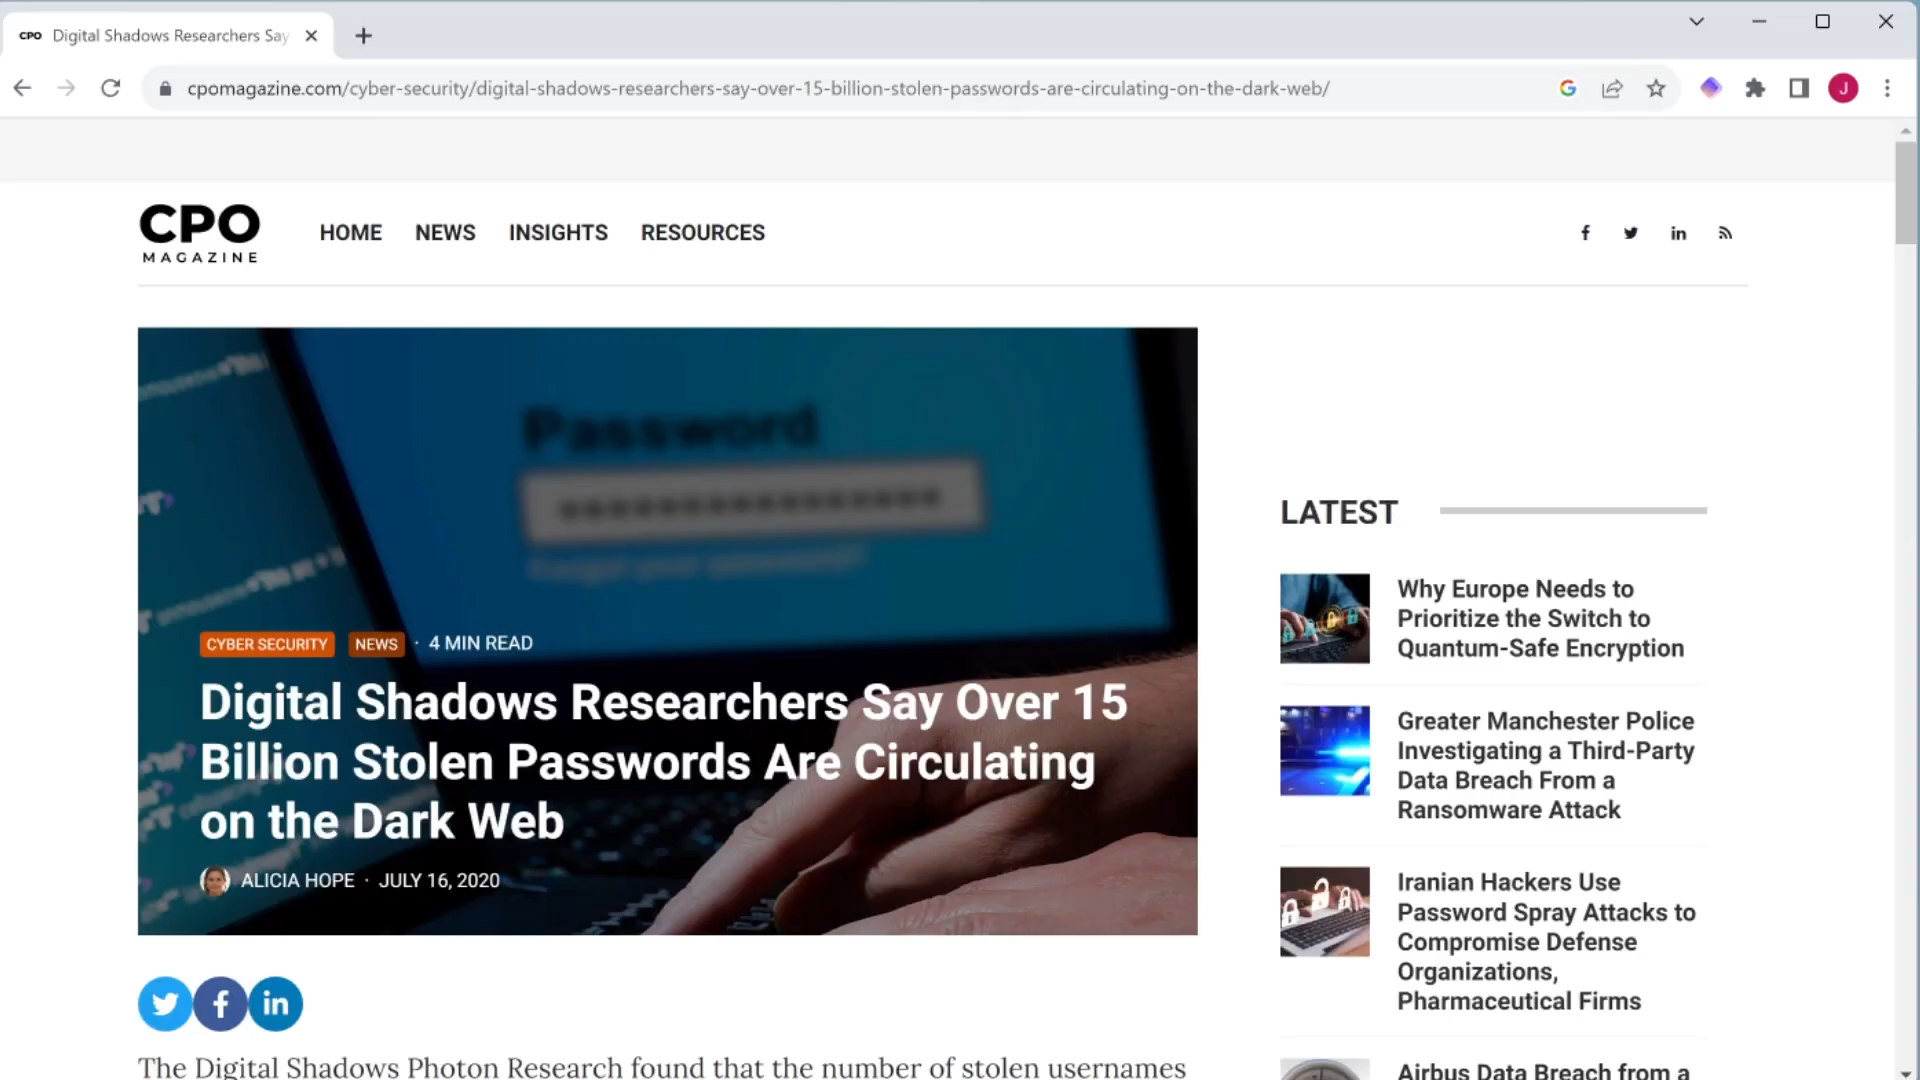 CPO Digital Shadows Researchers Say
cpomagazine.com/cyber-security/digital-shadows-researchers-say-over-15-billion-stolen-passwords-are-circulating-on-the-dark-web/
J
CPO
MAGAZINE
HOME NEWS INSIGHTS RESOURCES
Password
Forgot your password?
CYBER SECURITY NEWS · 4 MIN READ
Digital Shadows Researchers Say Over 15
Billion Stolen Passwords Are Circulating
on the Dark Web
ALICIA HOPE · JULY 16, 2020
The Digital Shadows Photon Research found that the number of stolen usernames
LATEST
Why Europe Needs to
Prioritize the Switch to
Quantum-Safe Encryption
Greater Manchester Police
Investigating a Third-Party
Data Breach From a
Ransomware Attack
Iranian Hackers Use
Password Spray Attacks to
Compromise Defense
Organizations,
Pharmaceutical Firms
Airbus Data Breach from a